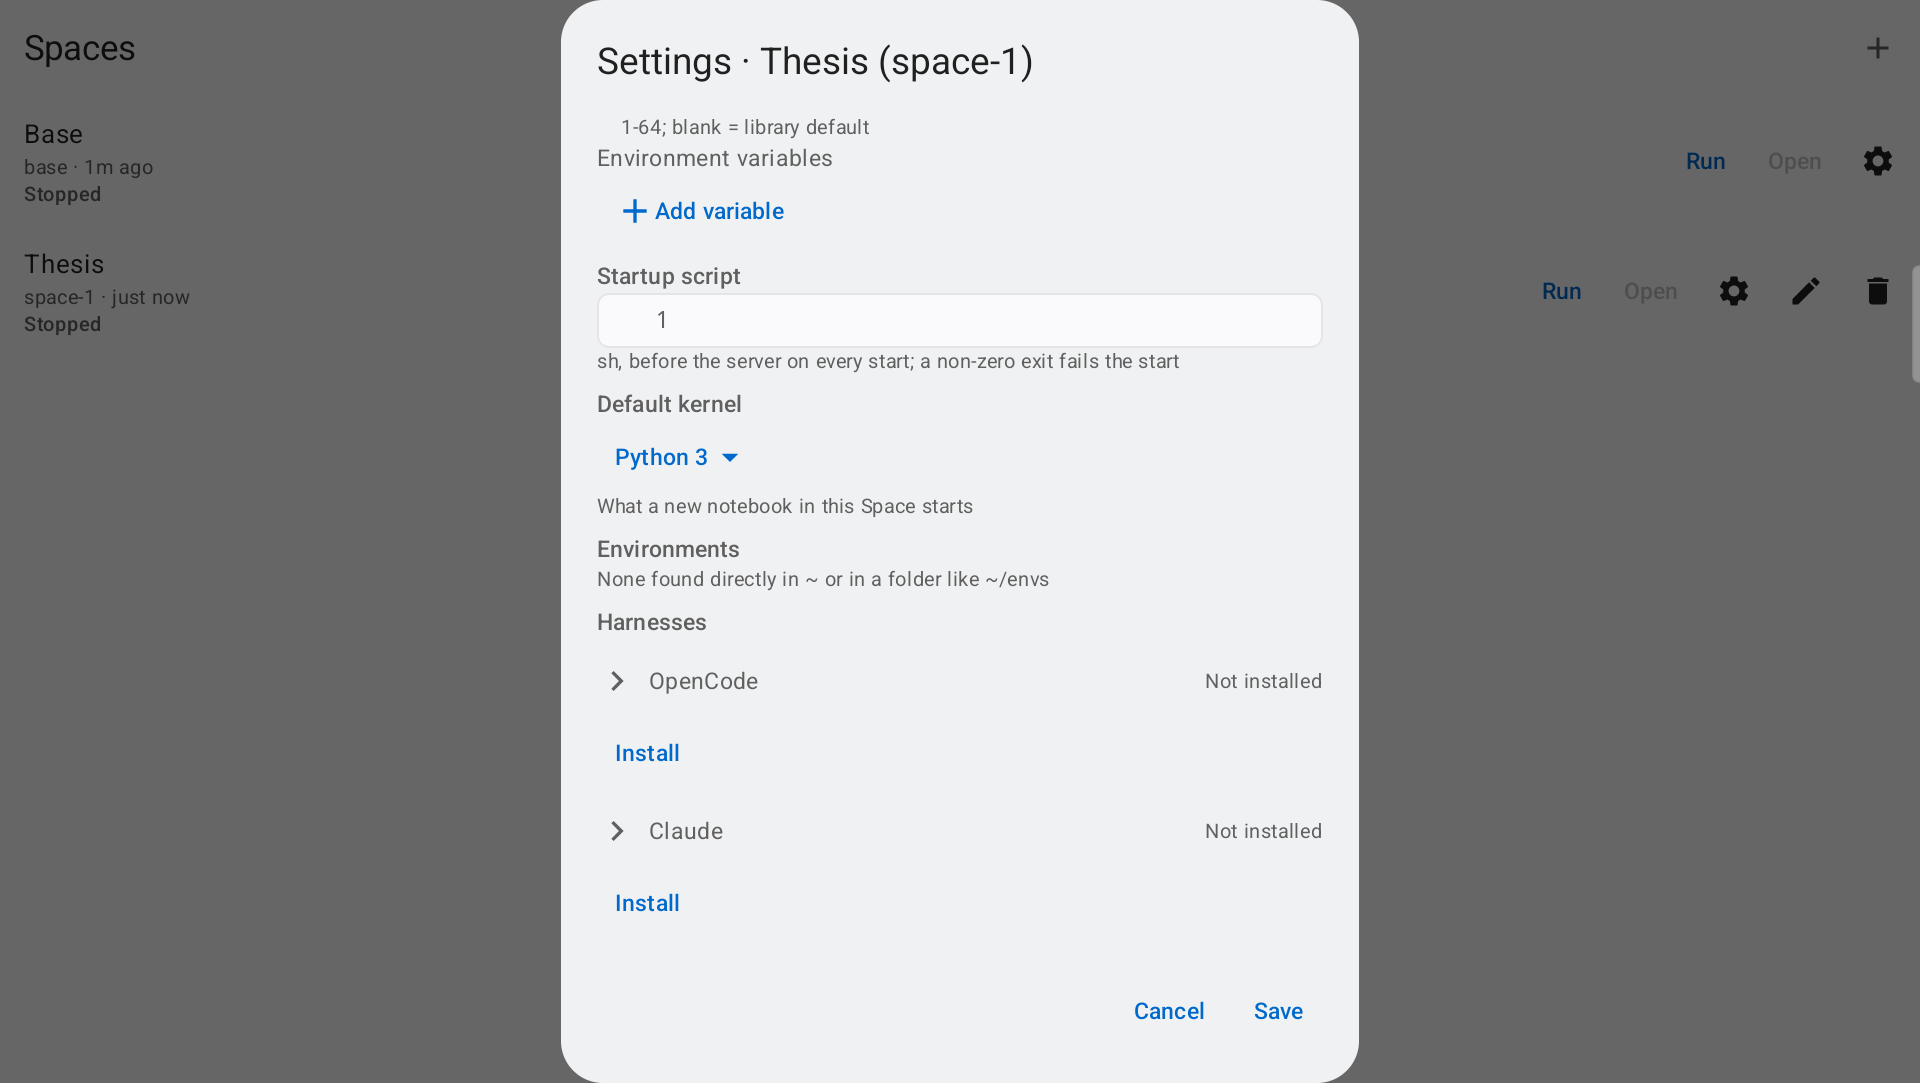 Spaces
Base
base · 1m ago
Stopped
Run
Open
Thesis
space-1 · just now
Stopped
Run
Open
Settings · Thesis (space-1)
1-64; blank = library default
Environment variables
Add variable
Startup script
1
sh, before the server on every start; a non-zero exit fails the start
Default kernel
Python 3
What a new notebook in this Space starts
Environments
None found directly in ~ or in a folder like ~/envs
Harnesses
OpenCode
Not installed
Install
Claude
Not installed
Install
Cancel
Save